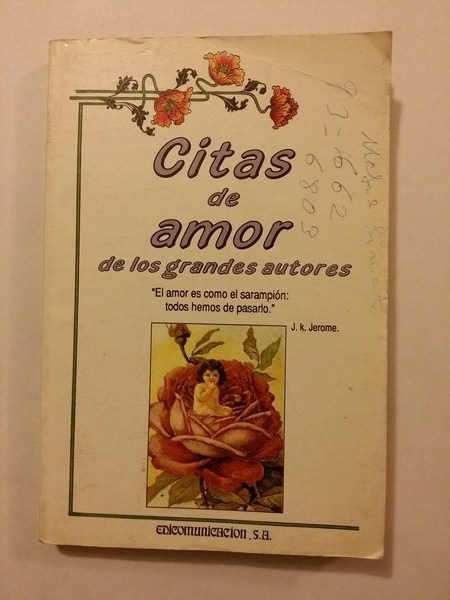 Citas
de
amor
de los grandes autores
"El amor es como el sarampión:
todos hemos de pasarlo."
J. k. Jerome.
EDICOMUNICACION, S.A.
93=1662
6803